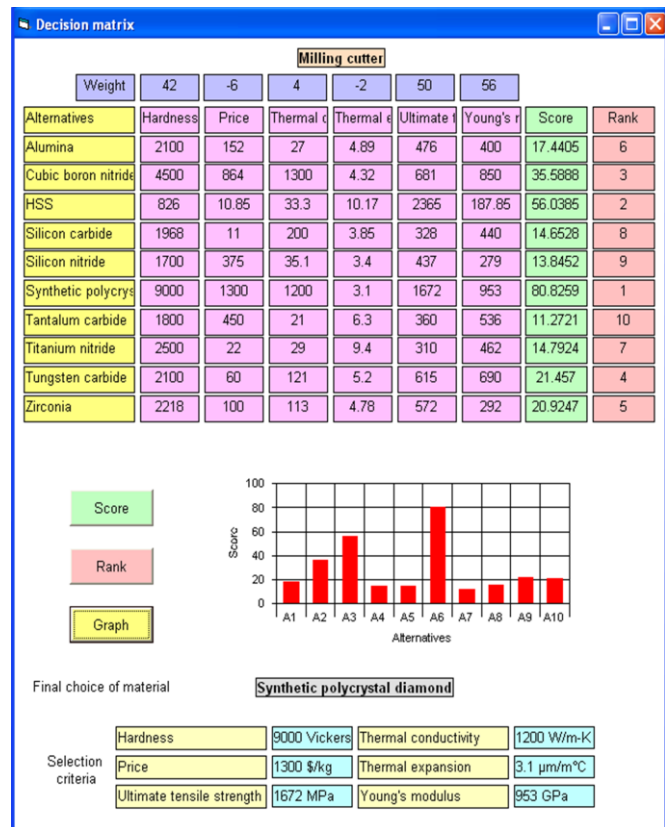 Decision matrix
Milling cutter
Weight 42 -6 4 -2 50 56
Alternatives Hardness Price Thermal c Thermal e Ultimate t Young's r Score Rank
Alumina 2100 152 27 4.89 476 400 17.4405 6
Cubic boron nitride 4500 864 1300 4.32 681 850 35.5888 3
HSS 826 10.85 33.3 10.17 2365 187.85 56.0385 2
Silicon carbide 1968 11 200 3.85 328 440 14.6528 8
Silicon nitride 1700 375 35.1 3.4 437 279 13.8452 9
Synthetic polycrys 9000 1300 1200 3.1 1672 953 80.8259 1
Tantalum carbide 1800 450 21 6.3 360 536 11.2721 10
Titanium nitride 2500 22 29 9.4 310 462 14.7924 7
Tungsten carbide 2100 60 121 5.2 615 690 21.457 4
Zirconia 2218 100 113 4.78 572 292 20.9247 5
Score
Rank
Graph
Score
100
80
60
40
20
0
A1 A2 A3 A4 A5 A6 A7 A8 A9 A10
Alternatives
Final choice of material Synthetic polycrystal diamond
Selection criteria
Hardness 9000 Vickers Thermal conductivity 1200 W/m-K
Price 1300 $/kg Thermal expansion 3.1 µm/m°C
Ultimate tensile strength 1672 MPa Young's modulus 953 GPa